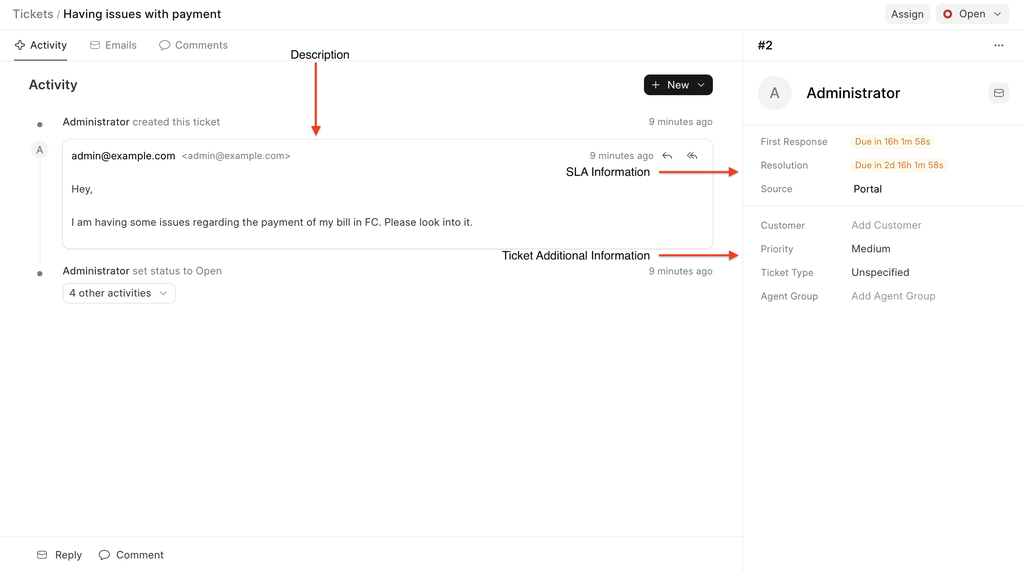 Tickets / Having issues with payment
Assign
Open
Activity
Emails
Comments
Description
#2
Activity
New
A
Administrator
Administrator created this ticket
9 minutes ago
A
admin@example.com <admin@example.com>
9 minutes ago
Hey,
I am having some issues regarding the payment of my bill in FC. Please look into it.
SLA Information
First Response Due in 16h 1m 58s
Resolution Due in 2d 16h 1m 58s
Source Portal
Ticket Additional Information
Customer Add Customer
Priority Medium
Ticket Type Unspecified
Agent Group Add Agent Group
Administrator set status to Open
9 minutes ago
4 other activities
Reply
Comment